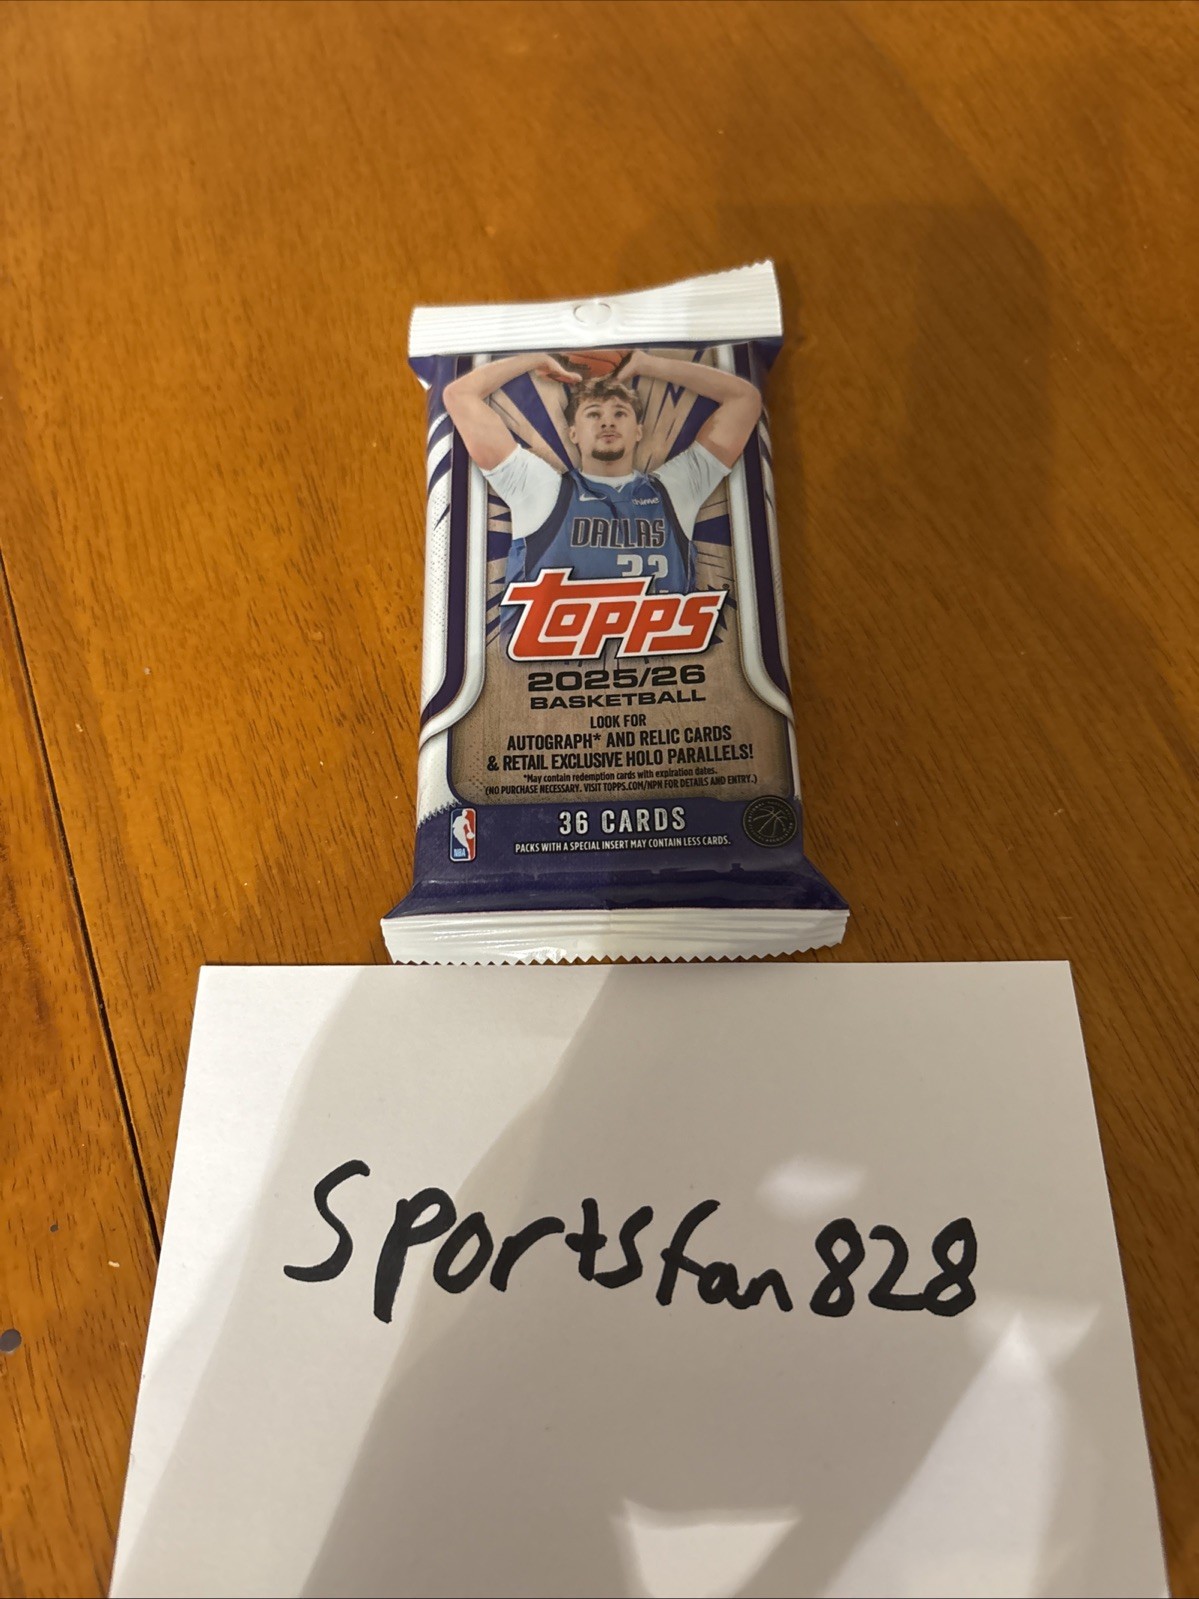 DALLAS
32
topps
2025/26
BASKETBALL
LOOK FOR
AUTOGRAPH* AND RELIC CARDS
& RETAIL EXCLUSIVE HOLO PARALLELS!
*May contain redemption cards with expiration dates.
(NO PURCHASE NECESSARY. VISIT TOPPS.COM/NPN FOR DETAILS AND ENTRY.)
36 CARDS
PACKS WITH A SPECIAL INSERT MAY CONTAIN LESS CARDS.
NBA
Sportsfan828